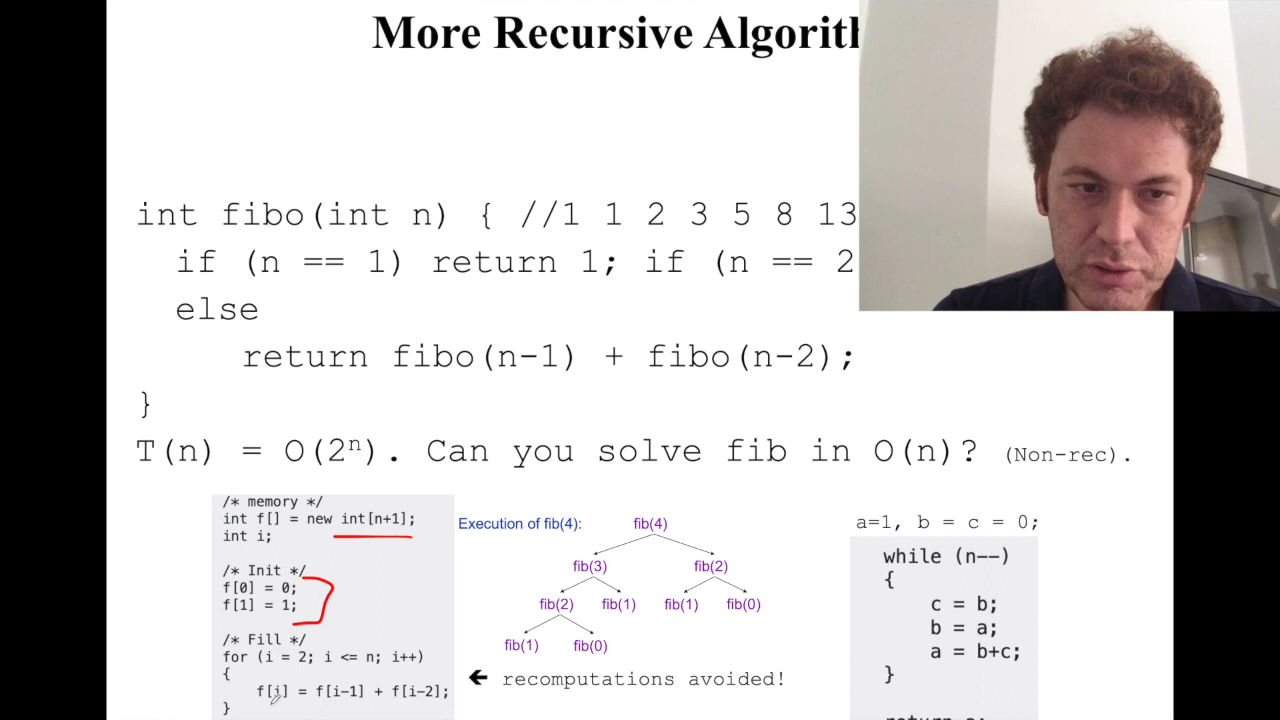 More Recursive
int fibo(int n) { //1 1 2 3 5 8 13
if (n == 1) return 1; if (n == 2
else
return fibo(n-1) + fibo(n-2);
}
T(n) = O(2ⁿ). Can you solve fib in O(n)? (Non-rec).
/* memory */
int f[] = new int[n+1];
int i;
/* Init */
f[0] = 0;
f[1] = 1;
/* Fill */
for (i = 2; i <= n; i++)
{
f[i] = f[i-1] + f[i-2];
}
Execution of fib(4):
fib(4)
fib(3) fib(2)
fib(2) fib(1) fib(1) fib(0)
fib(1) fib(0)
← recomputations avoided!
a=1, b = c = 0;
while (n--)
{
c = b;
b = a;
a = b+c;
}